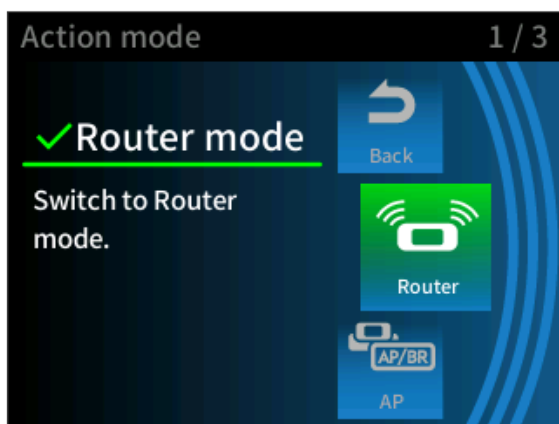 Action mode 1 / 3
Router mode
Switch to Router
mode.
Back
Router
AP/BR
AP